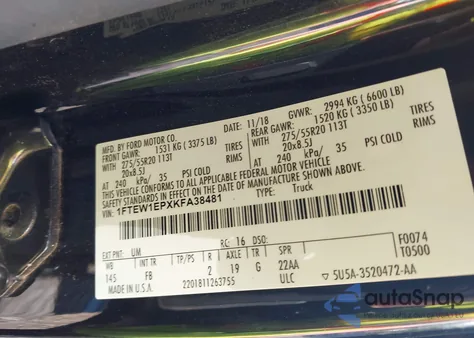 MFD. BY FORD MOTOR CO.
DATE: 11/18 GVWR: 2994 KG (6600 LB)
FRONT GAWR: 1531 KG (3375 LB) REAR GAWR: 1520 KG (3350 LB)
WITH 275/55R20 113T TIRES WITH 275/55R20 113T TIRES
20x8.5J 20x8.5J
AT 240 kPa/ 35 PSI COLD AT 240 kPa/ 35 PSI COLD
THIS VEHICLE CONFORMS TO ALL APPLICABLE FEDERAL MOTOR VEHICLE
SAFETY STANDARDS IN EFFECT ON THE DATE OF MANUFACTURE SHOWN ABOVE.
VIN: 1FTEW1EPXKFA38481 TYPE: Truck
EXT PNT: UM RC: 16 DSO: F0074
WB INT TR TP/PS R AXLE TR SPR T0500
145 FB 2 19 G 22AA
MADE IN U.S.A. 2201811263755 ULC ▽ 5U5A-3520472-AA
autoSnap